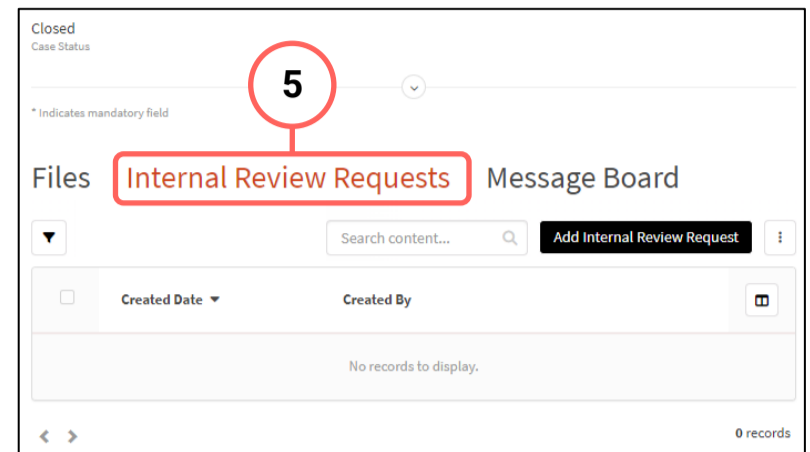 Closed
Case Status
5
* Indicates mandatory field
Files Internal Review Requests Message Board
Search content... Add Internal Review Request
Created Date Created By
No records to display.
0 records